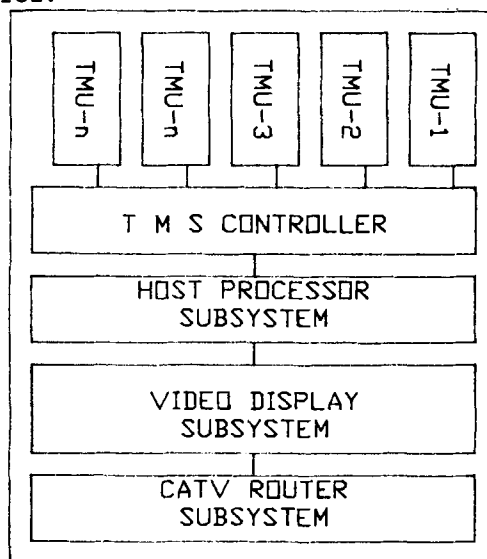 TMU-n
TMU-n
TMU-3
TMU-2
TMU-1
T M S CONTROLLER
HOST PROCESSOR
SUBSYSTEM
VIDEO DISPLAY
SUBSYSTEM
CATV ROUTER
SUBSYSTEM